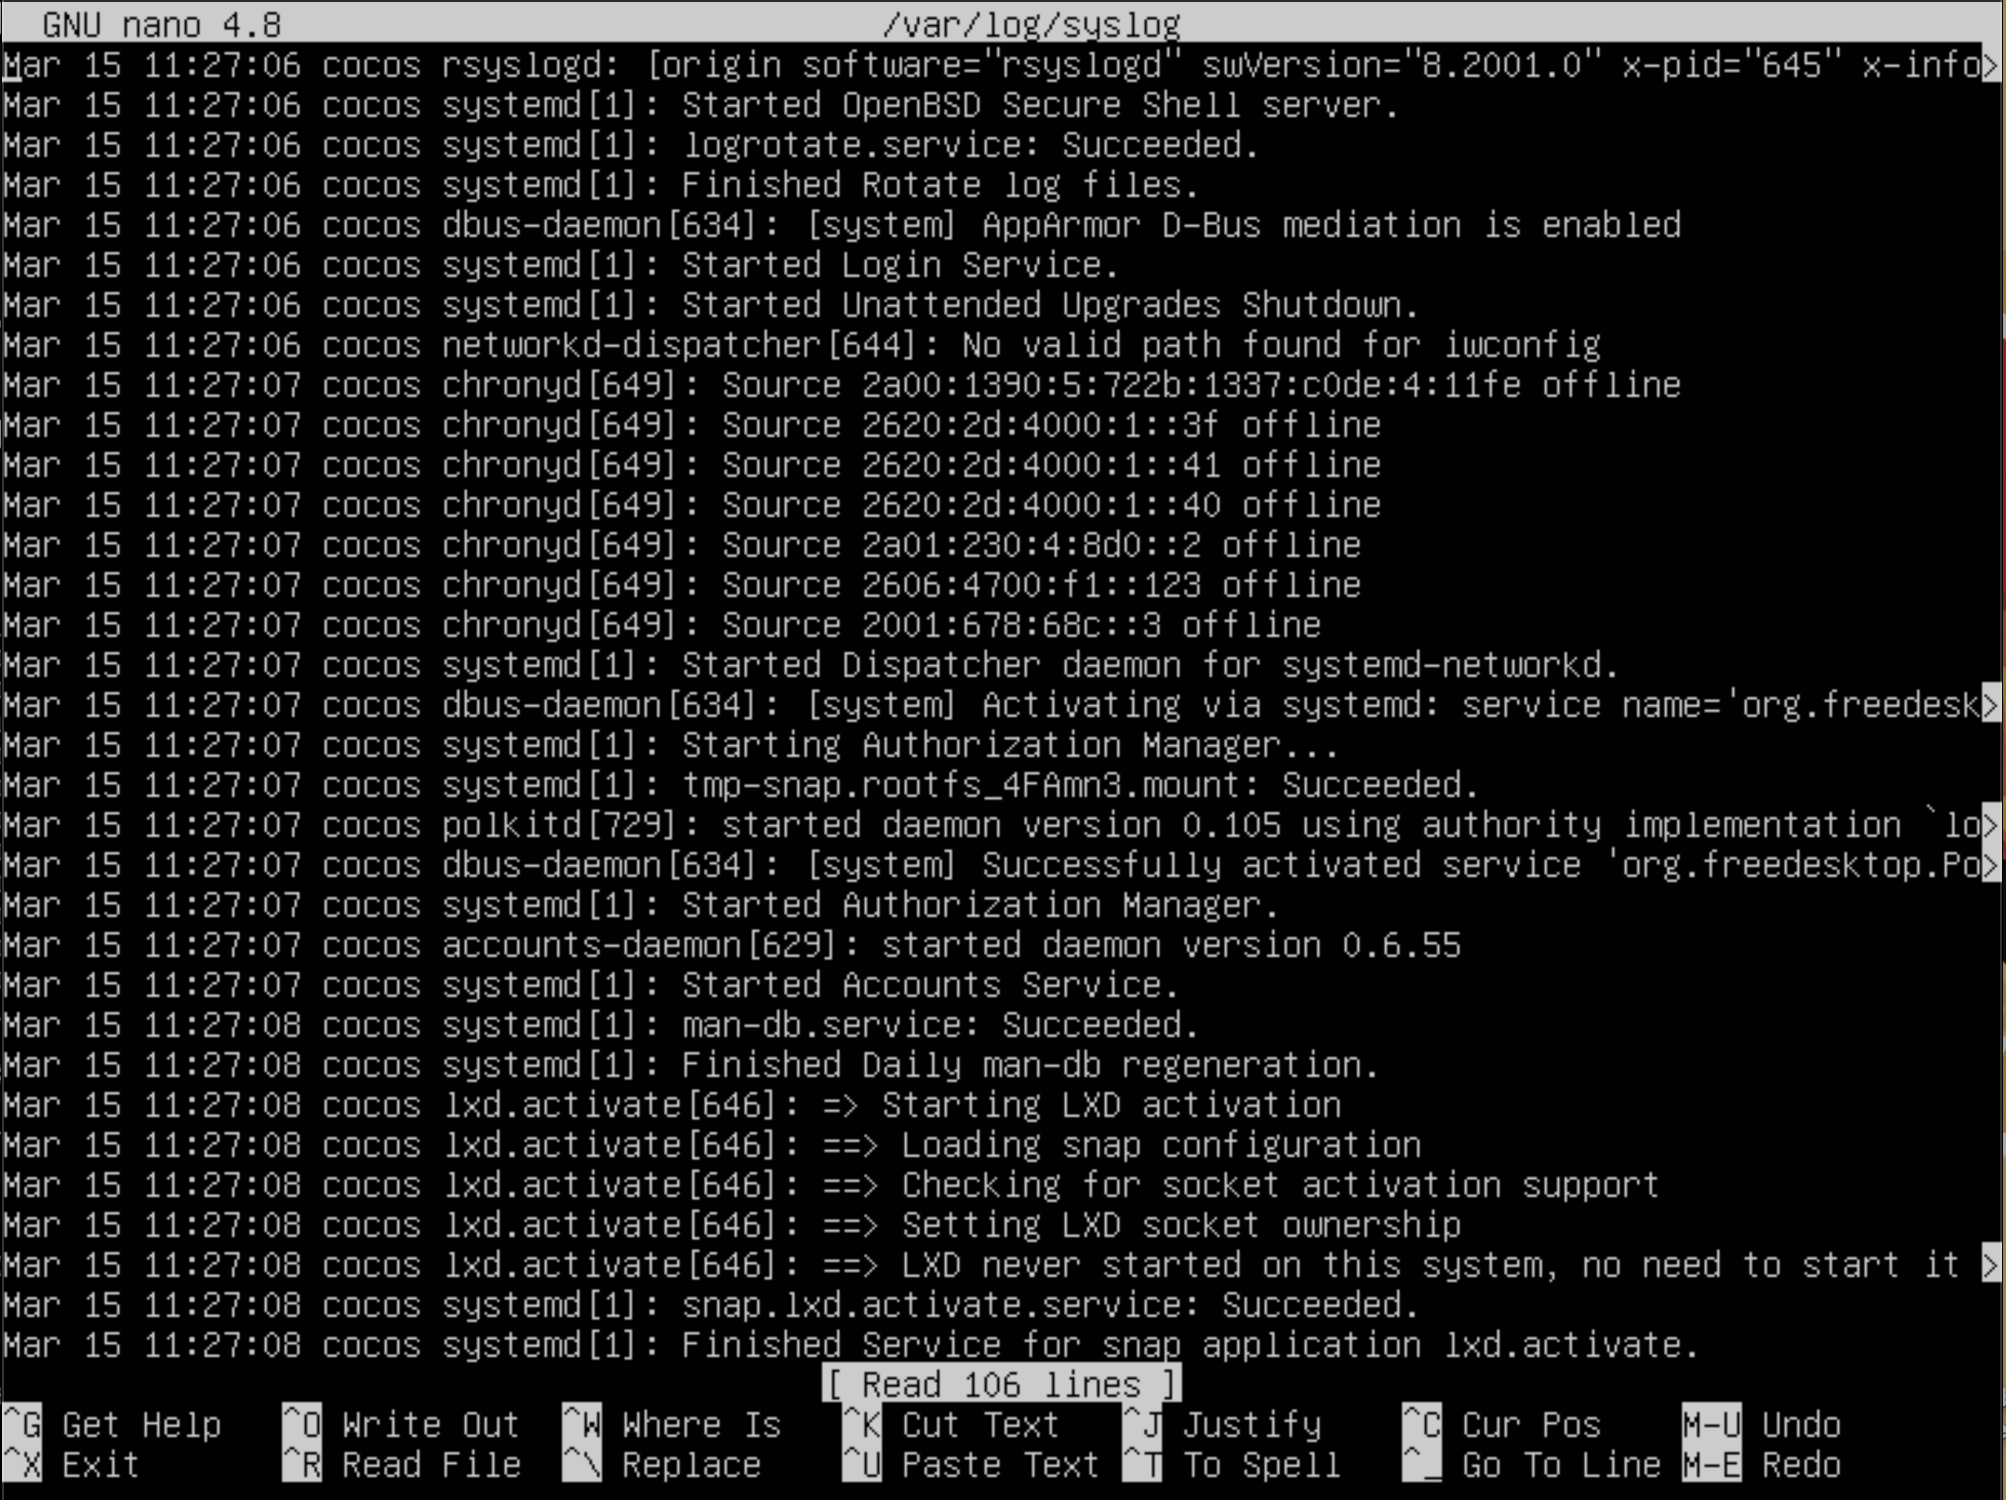 GNU nano 4.8 /var/log/syslog
Mar 15 11:27:06 cocos rsyslogd: [origin software="rsyslogd" swVersion="8.2001.0" x-pid="645" x-info>
Mar 15 11:27:06 cocos systemd[1]: Started OpenBSD Secure Shell server.
Mar 15 11:27:06 cocos systemd[1]: logrotate.service: Succeeded.
Mar 15 11:27:06 cocos systemd[1]: Finished Rotate log files.
Mar 15 11:27:06 cocos dbus-daemon[634]: [system] AppArmor D-Bus mediation is enabled
Mar 15 11:27:06 cocos systemd[1]: Started Login Service.
Mar 15 11:27:06 cocos systemd[1]: Started Unattended Upgrades Shutdown.
Mar 15 11:27:06 cocos networkd-dispatcher[644]: No valid path found for iwconfig
Mar 15 11:27:07 cocos chronyd[649]: Source 2a00:1390:5:722b:1337:c0de:4:11fe offline
Mar 15 11:27:07 cocos chronyd[649]: Source 2620:2d:4000:1::3f offline
Mar 15 11:27:07 cocos chronyd[649]: Source 2620:2d:4000:1::41 offline
Mar 15 11:27:07 cocos chronyd[649]: Source 2620:2d:4000:1::40 offline
Mar 15 11:27:07 cocos chronyd[649]: Source 2a01:230:4:8d0::2 offline
Mar 15 11:27:07 cocos chronyd[649]: Source 2606:4700:f1::123 offline
Mar 15 11:27:07 cocos chronyd[649]: Source 2001:678:68c::3 offline
Mar 15 11:27:07 cocos systemd[1]: Started Dispatcher daemon for systemd-networkd.
Mar 15 11:27:07 cocos dbus-daemon[634]: [system] Activating via systemd: service name='org.freedesk>
Mar 15 11:27:07 cocos systemd[1]: Starting Authorization Manager...
Mar 15 11:27:07 cocos systemd[1]: tmp-snap.rootfs_4FAmn3.mount: Succeeded.
Mar 15 11:27:07 cocos polkitd[729]: started daemon version 0.105 using authority implementation `lo>
Mar 15 11:27:07 cocos dbus-daemon[634]: [system] Successfully activated service 'org.freedesktop.Po>
Mar 15 11:27:07 cocos systemd[1]: Started Authorization Manager.
Mar 15 11:27:07 cocos accounts-daemon[629]: started daemon version 0.6.55
Mar 15 11:27:07 cocos systemd[1]: Started Accounts Service.
Mar 15 11:27:08 cocos systemd[1]: man-db.service: Succeeded.
Mar 15 11:27:08 cocos systemd[1]: Finished Daily man-db regeneration.
Mar 15 11:27:08 cocos lxd.activate[646]: => Starting LXD activation
Mar 15 11:27:08 cocos lxd.activate[646]: ==> Loading snap configuration
Mar 15 11:27:08 cocos lxd.activate[646]: ==> Checking for socket activation support
Mar 15 11:27:08 cocos lxd.activate[646]: ==> Setting LXD socket ownership
Mar 15 11:27:08 cocos lxd.activate[646]: ==> LXD never started on this system, no need to start it >
Mar 15 11:27:08 cocos systemd[1]: snap.lxd.activate.service: Succeeded.
Mar 15 11:27:08 cocos systemd[1]: Finished Service for snap application lxd.activate.
[ Read 106 lines ]
^G Get Help ^O Write Out ^W Where Is ^K Cut Text ^J Justify ^C Cur Pos M-U Undo
^X Exit ^R Read File ^\ Replace ^U Paste Text ^T To Spell ^_ Go To Line M-E Redo